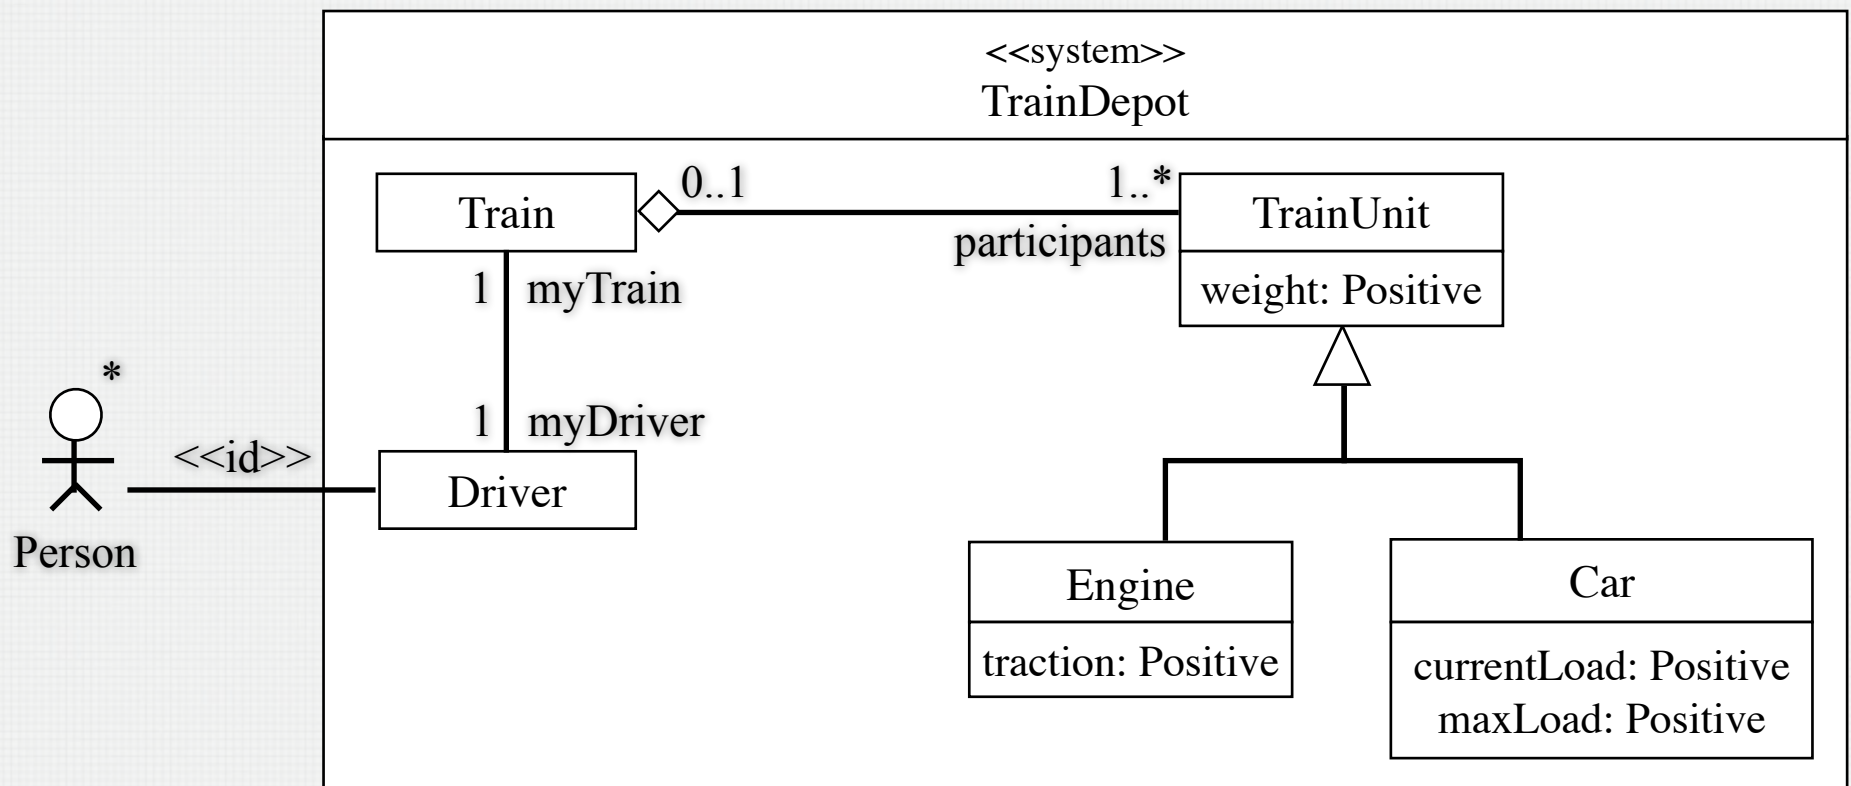 <<system>>
TrainDepot
Train
0..1
1..*
participants
TrainUnit
weight: Positive
1 myTrain
1 myDriver
Driver
*
<<id>>
Person
Engine
traction: Positive
Car
currentLoad: Positive
maxLoad: Positive